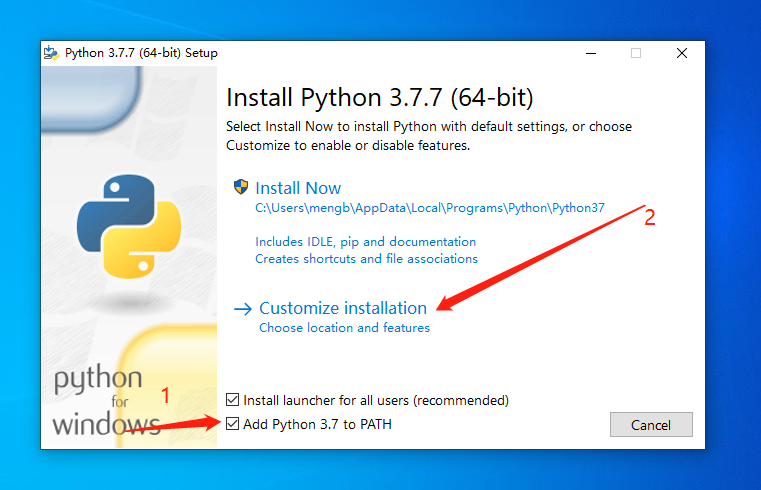 Python 3.7.7 (64-bit) Setup
Install Python 3.7.7 (64-bit)
Select Install Now to install Python with default settings, or choose
Customize to enable or disable features.
Install Now
C:\Users\mengb\AppData\Local\Programs\Python\Python37
2
Includes IDLE, pip and documentation
Creates shortcuts and file associations
Customize installation
Choose location and features
python
for
windows
1
Install launcher for all users (recommended)
Add Python 3.7 to PATH
Cancel